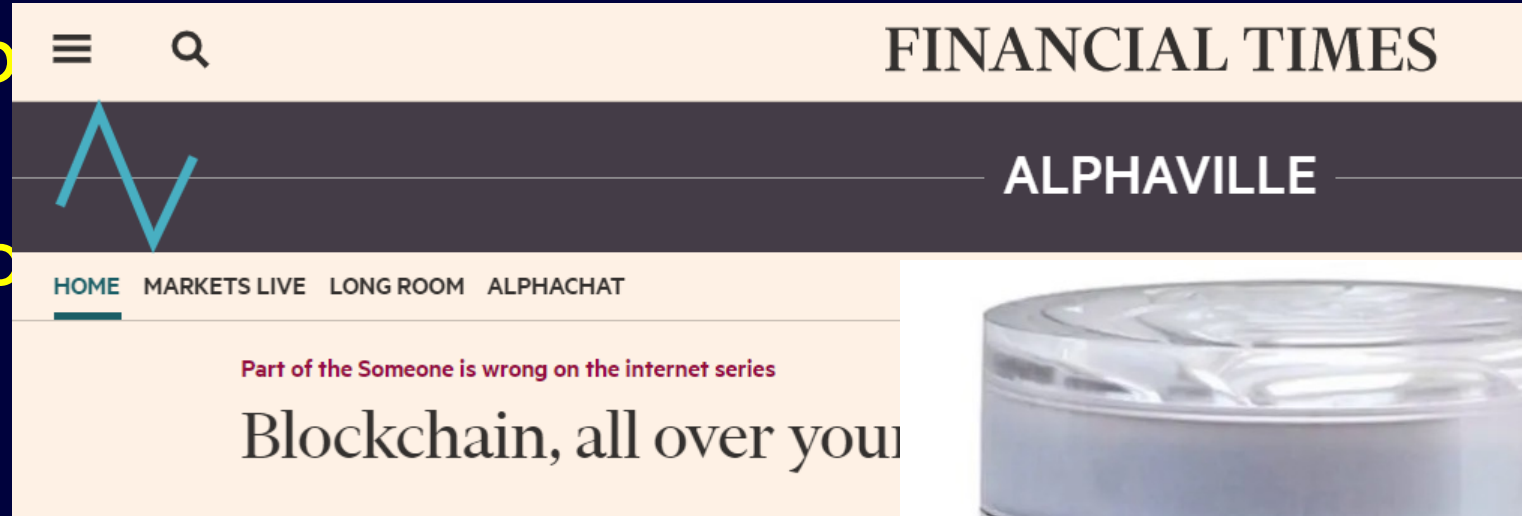 FINANCIAL TIMES
ALPHAVILLE
HOME MARKETS LIVE LONG ROOM ALPHACHAT
Part of the Someone is wrong on the internet series
Blockchain, all over